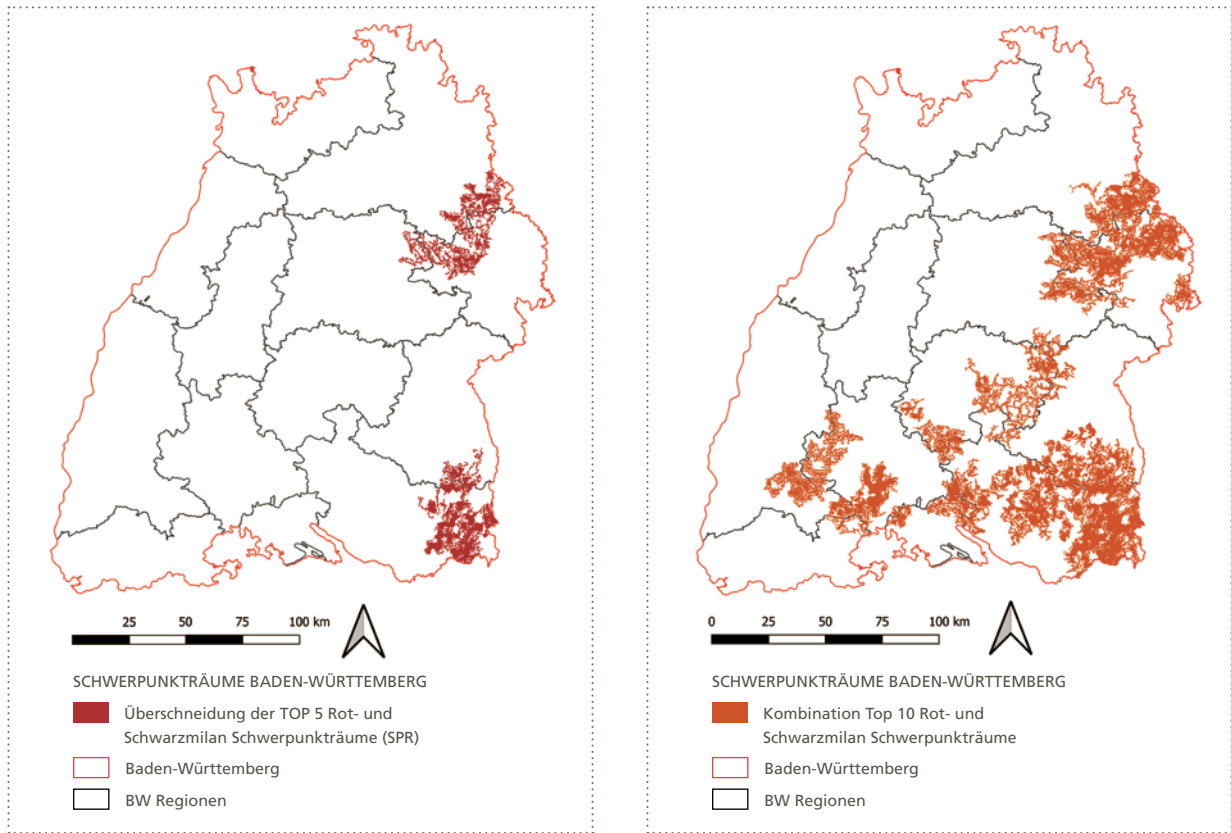 25 50 75 100 km
SCHWERPUNKTRÄUME BADEN-WÜRTTEMBERG
Überschneidung der TOP 5 Rot- und
Schwarzmilan Schwerpunkträume (SPR)
Baden-Württemberg
BW Regionen
0 25 50 75 100 km
SCHWERPUNKTRÄUME BADEN-WÜRTTEMBERG
Kombination Top 10 Rot- und
Schwarzmilan Schwerpunkträume
Baden-Württemberg
BW Regionen